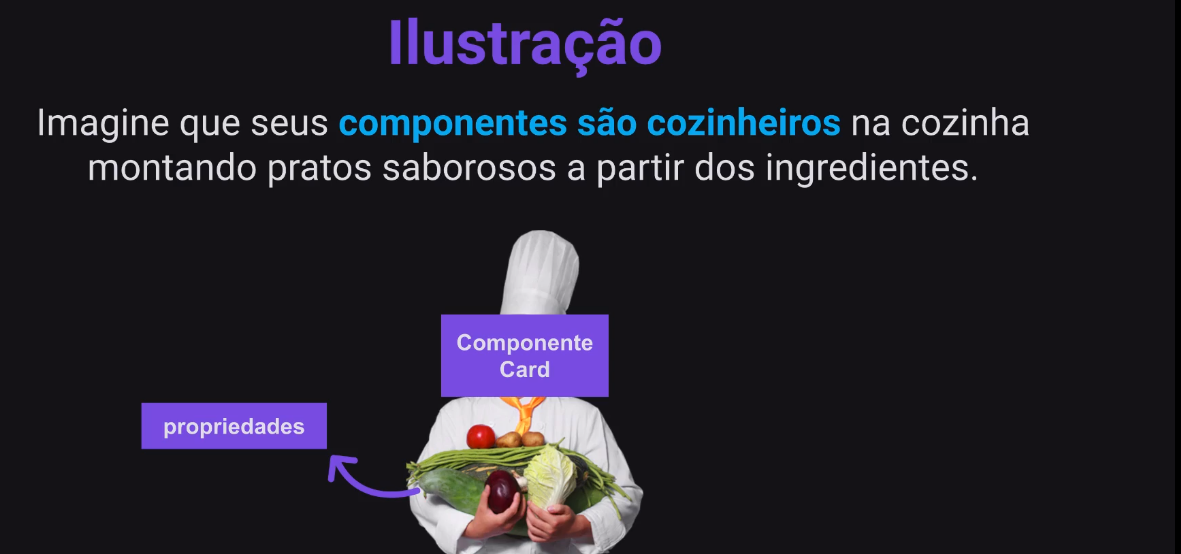 Ilustração
Imagine que seus componentes são cozinheiros na cozinha
montando pratos saborosos a partir dos ingredientes.
Componente
Card
propriedades